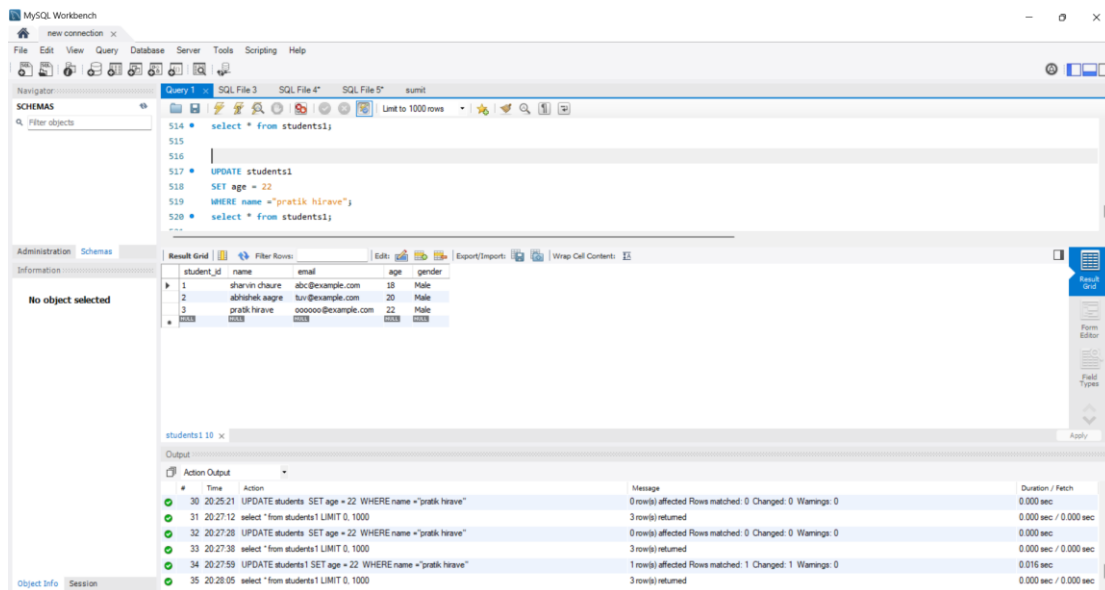 MySQL Workbench
new connection ×
File Edit View Query Database Server Tools Scripting Help
Navigator
SCHEMAS
Filter objects
Administration Schemas
Information
No object selected
Object Info Session
Query 1 × SQL File 3 SQL File 4* SQL File 5* sumit
Limit to 1000 rows
514 select * from students1;
515
516
517 UPDATE students1
518 SET age = 22
519 WHERE name ="pratik hirave";
520 select * from students1;
Result Grid Filter Rows: Edit: Export/Import: Wrap Cell Content:
student_id name email age gender
1 sharvin chaure abc@example.com 18 Male
2 abhishek aagre tuv@example.com 20 Male
3 pratik hirave oooooo@example.com 22 Male
NULL NULL NULL NULL NULL
Result Grid
Form Editor
Field Types
students1 10 ×
Apply
Output
Action Output
# Time Action Message Duration / Fetch
30 20:25:21 UPDATE students SET age = 22 WHERE name ="pratik hirave" 0 row(s) affected Rows matched: 0 Changed: 0 Warnings: 0 0.000 sec
31 20:27:12 select * from students1 LIMIT 0, 1000 3 row(s) returned 0.000 sec / 0.000 sec
32 20:27:28 UPDATE students SET age = 22 WHERE name ="pratik hirave" 0 row(s) affected Rows matched: 0 Changed: 0 Warnings: 0 0.000 sec
33 20:27:38 select * from students1 LIMIT 0, 1000 3 row(s) returned 0.000 sec / 0.000 sec
34 20:27:59 UPDATE students1 SET age = 22 WHERE name ="pratik hirave" 1 row(s) affected Rows matched: 1 Changed: 1 Warnings: 0 0.016 sec
35 20:28:05 select * from students1 LIMIT 0, 1000 3 row(s) returned 0.000 sec / 0.000 sec